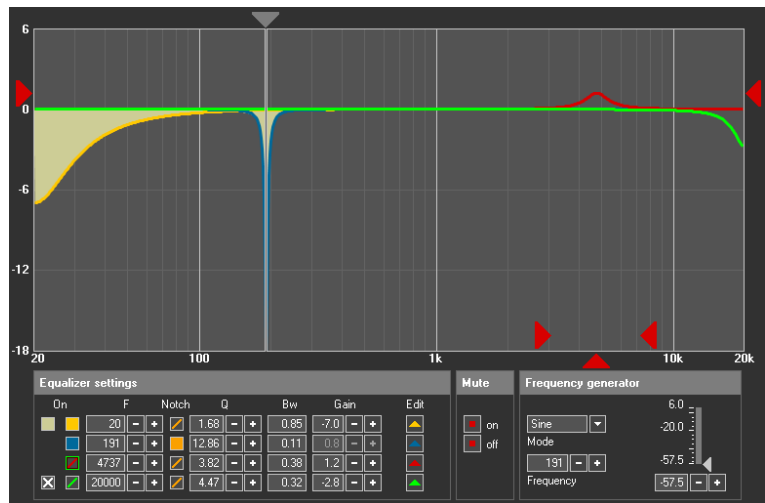 6
0
-6
-12
-18
20 100 1k 10k 20k
Equalizer settings Mute Frequency generator
On F Notch Q Bw Gain Edit
20 - + 1.68 - + 0.85 -7.0 - +
191 - + 12.86 - + 0.11 0.8 - +
4737 - + 3.82 - + 0.38 1.2 - +
20000 - + 4.47 - + 0.32 -2.8 - +
on
off
6.0
Sine -20.0
Mode
191 - + -57.5
Frequency -57.5 - +